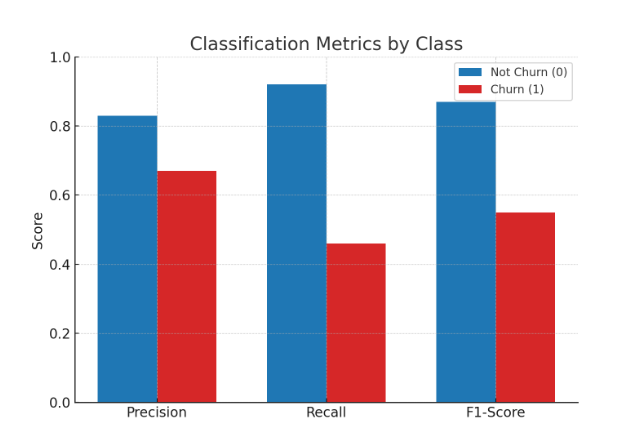 Classification Metrics by Class
1.0
Not Churn (0)
Churn (1)
0.8
0.6
Score
0.4
0.2
0.0
Precision Recall F1-Score